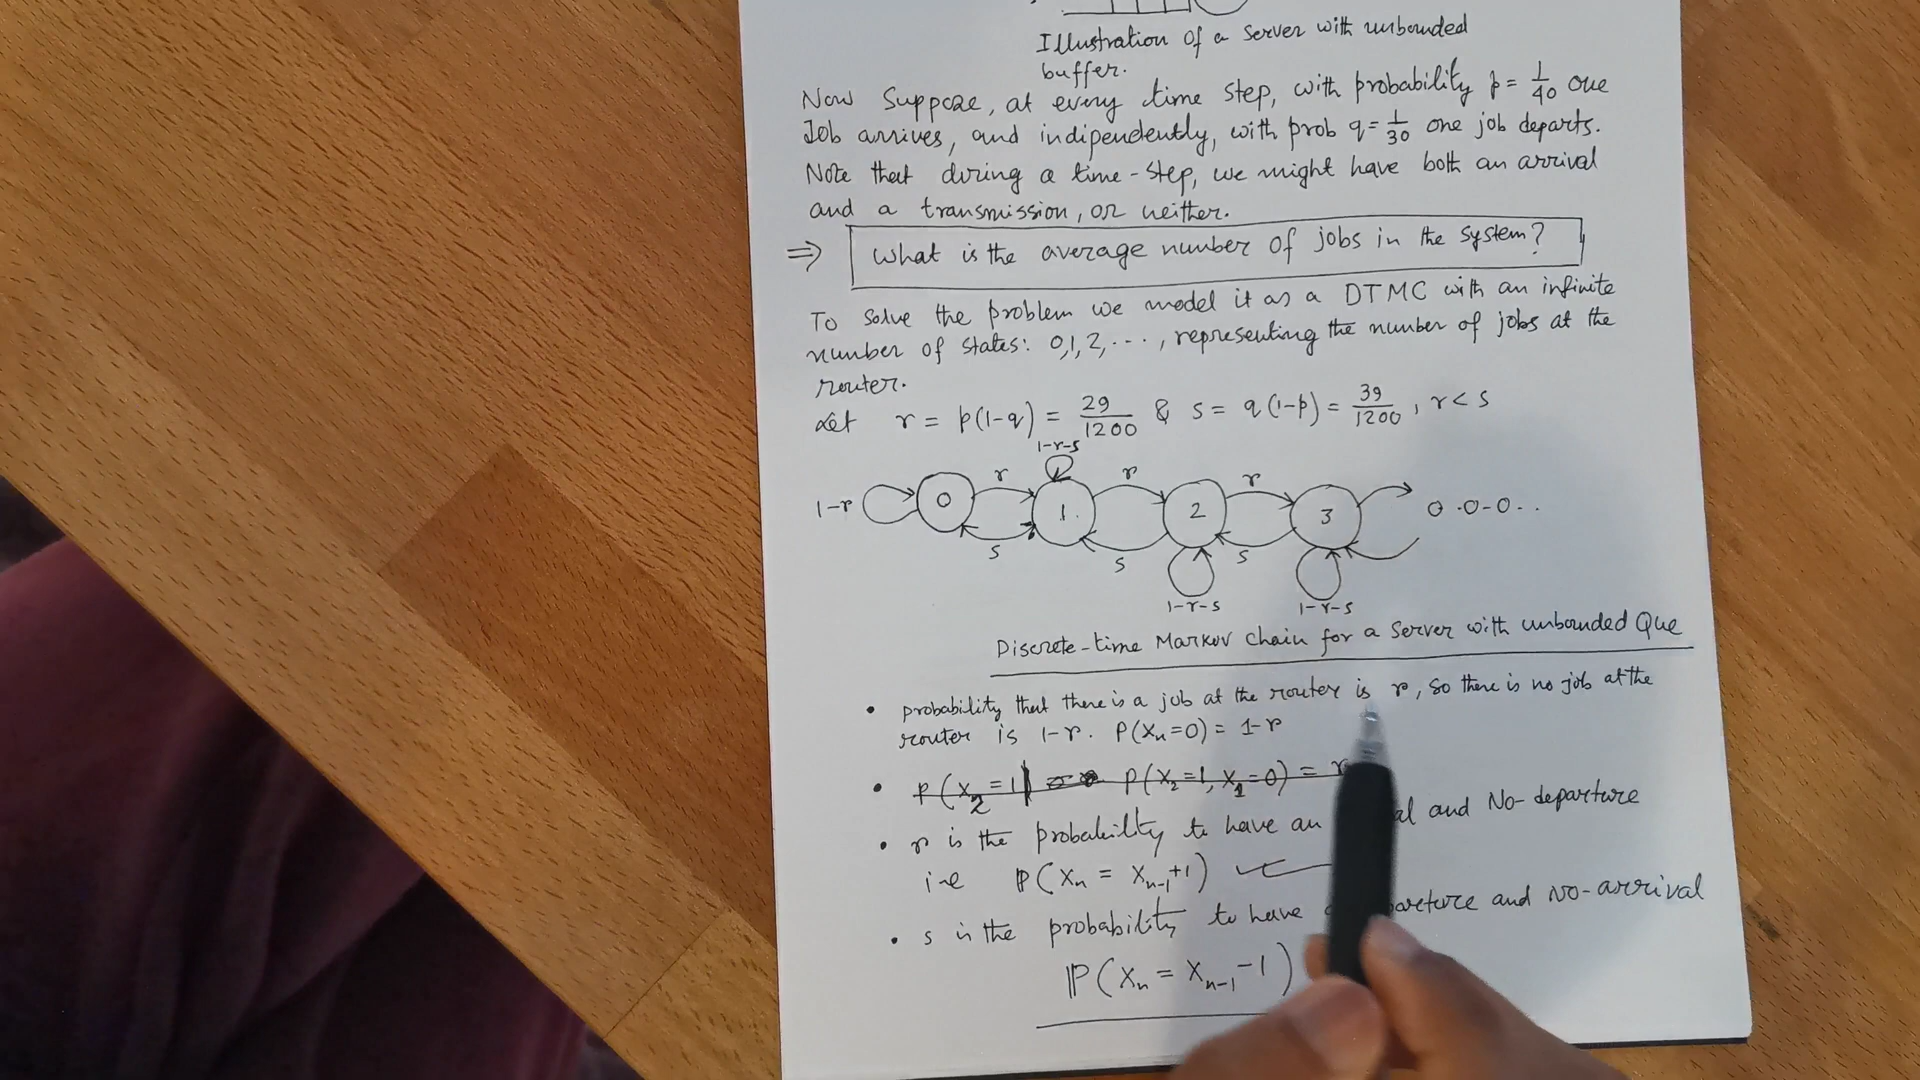 Illustration of a server with unbounded
buffer.
Now Suppose, at every time step, with probability p = 1/40 one
Job arrives, and indipendently, with prob q = 1/30 one job departs.
Note that during a time-step, we might have both an arrival
and a transmission, or neither.
⇒ What is the average number of jobs in the system?
To solve the problem we model it as a DTMC with an infinite
number of states: 0,1,2,..., representing the number of jobs at the
router.
Let r = p(1-q) = 29/1200 & s = q(1-p) = 39/1200, r < s
1-r-s
r r r
1-r 0 1 2 3 0.0-0..
s s s
1-r-s 1-r-s
Discrete-time Markov Chain for a Server with unbounded Que
• probability that there is a job at the router is r, so there is no job at the
router is 1-r. P(Xn=0) = 1-r
• P(X2=1 P(X2=1, X1=0) = r
• r is the probability to have an al and No-departure
i-e P(Xn = Xn-1+1)
• s is the probability to have parture and No-arrival
P(Xn = Xn-1-1)